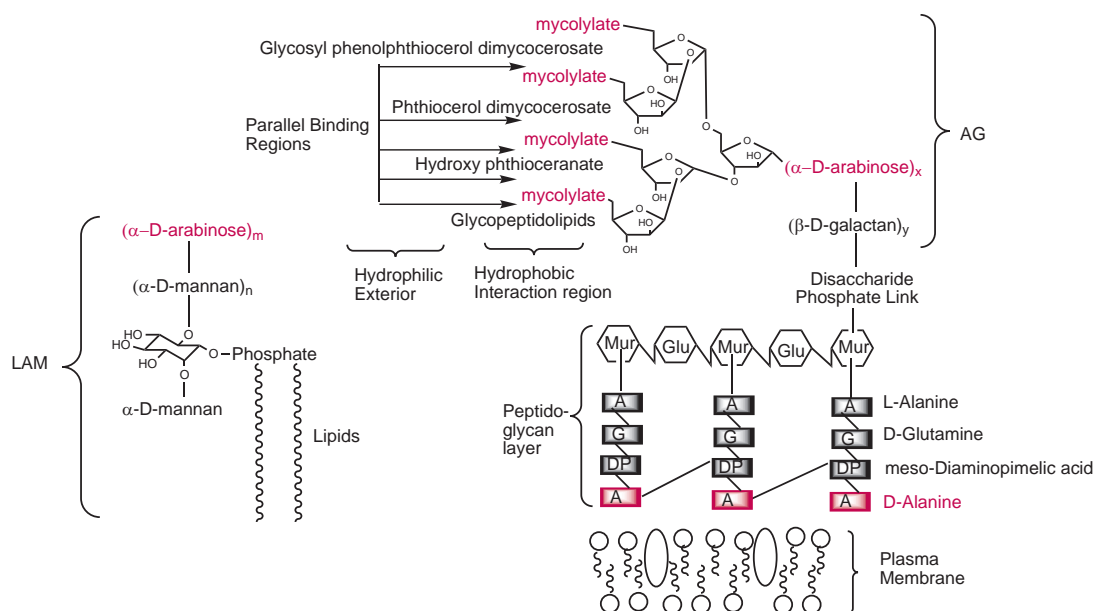 mycolylate
Glycosyl phenolphthiocerol dimycocerosate
O
O
O
OH
mycolylate
O
HO
OH
Phthiocerol dimycocerosate
Parallel Binding
Regions
mycolylate
O
O
HO
(α–D-arabinose)x
AG
Hydroxy phthioceranate
O
O
O
OH
mycolylate
O
HO
OH
Glycopeptidolipids
(α–D-arabinose)m
(β-D-galactan)y
Hydrophilic
Exterior
Hydrophobic
Interaction region
Disaccharide
Phosphate Link
(α-D-mannan)n
LAM
HO
HO
HO
O
O
Phosphate
O
α-D-mannan
Lipids
Mur
Glu
Mur
Glu
Mur
Peptido-
glycan
layer
A
A
A
L-Alanine
G
G
G
D-Glutamine
DP
DP
DP
meso-Diaminopimelic acid
A
A
A
D-Alanine
Plasma
Membrane